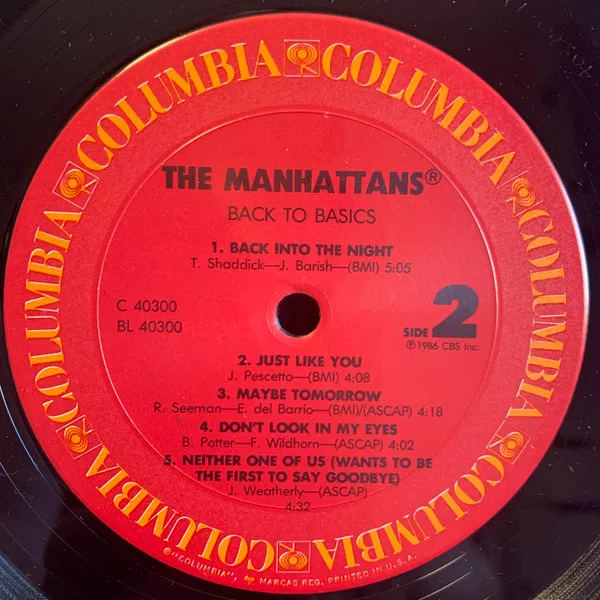 COLUMBIA COLUMBIA COLUMBIA COLUMBIA COLUMBIA COLUMBIA COLUMBIA
THE MANHATTANS®
BACK TO BASICS
1. BACK INTO THE NIGHT
T. Shaddick—J. Barish—(BMI) 5:05
C 40300
BL 40300
SIDE 2
℗1986 CBS Inc.
2. JUST LIKE YOU
J. Pescetto—(BMI) 4:08
3. MAYBE TOMORROW
R. Seeman—E. del Barrio—(BMI)/(ASCAP) 4:18
4. DON'T LOOK IN MY EYES
B. Potter—F. Wildhorn—(ASCAP) 4:02
5. NEITHER ONE OF US (WANTS TO BE
THE FIRST TO SAY GOODBYE)
J. Weatherly—(ASCAP)
4:32
©"COLUMBIA", MARCAS REG. PRINTED IN U.S.A.